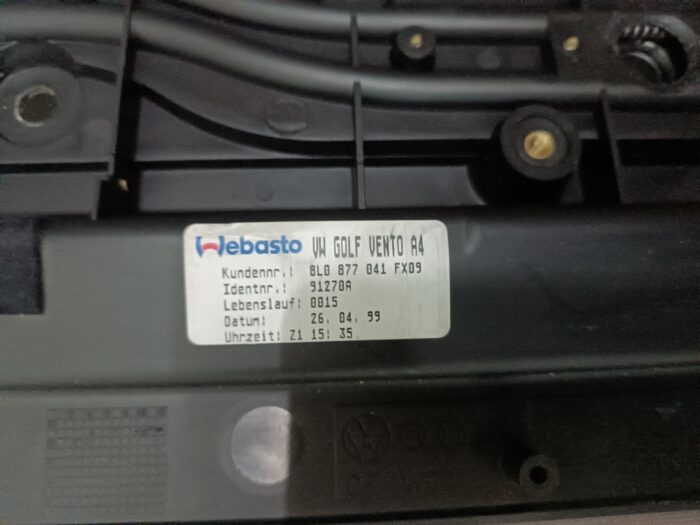 Webasto VW GOLF VENTO A4
Kundennr.: 8L0 877 041 FX09
Identnr.: 91270A
Lebenslauf: 0015
Datum: 26. 04. 99
Uhrzeit: Z1 15: 35